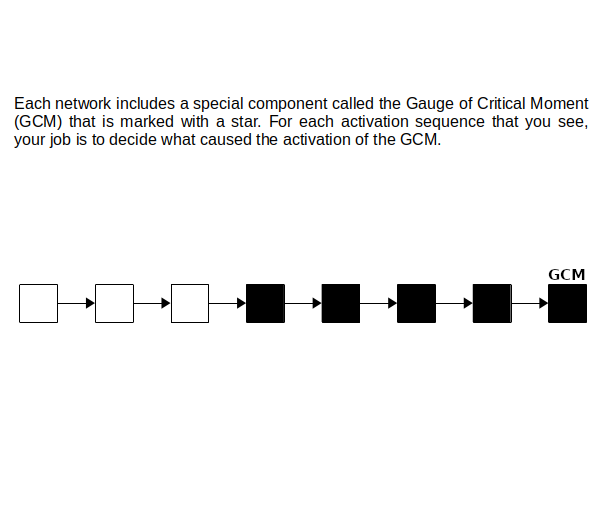 Each network includes a special component called the Gauge of Critical Moment
(GCM) that is marked with a star. For each activation sequence that you see,
your job is to decide what caused the activation of the GCM.
GCM